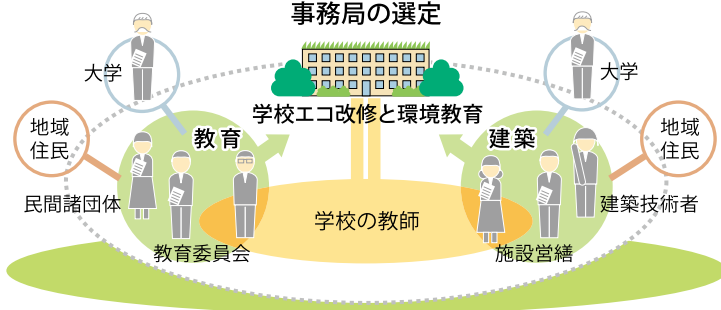 事務局の選定
大学
大学
学校エコ改修と環境教育
地域
住民
教育
建築
地域
住民
民間諸団体
建築技術者
学校の教師
教育委員会
施設営繕